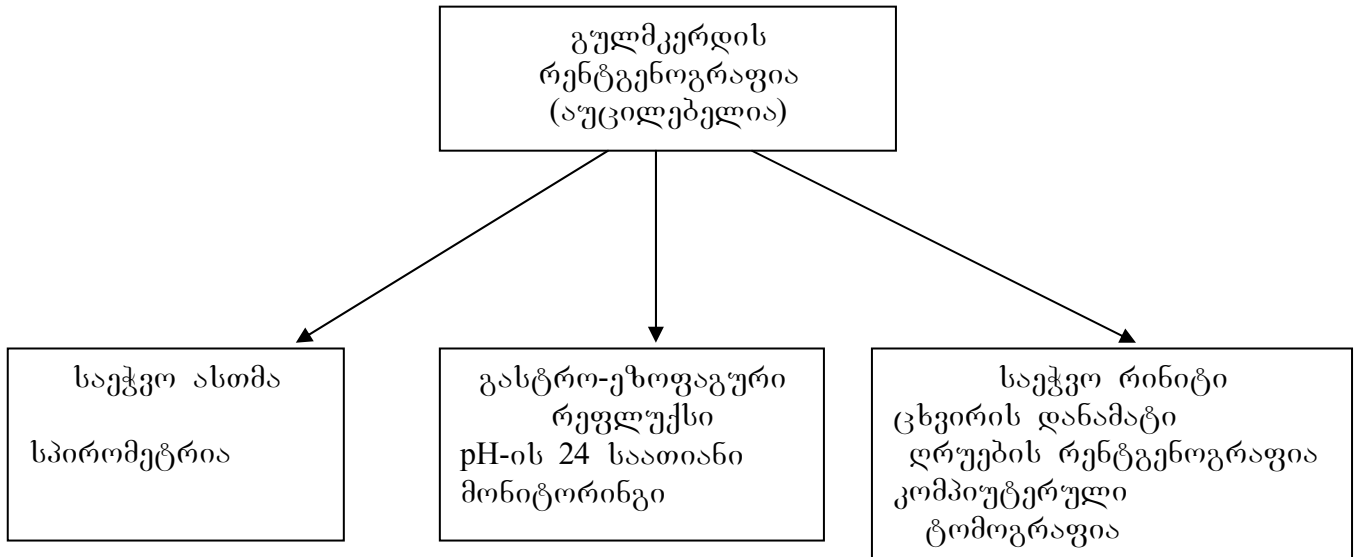 გულმკერდის
რენტგენოგრაფია
(აუცილებელია)
საეჭვო ასთმა
სპირომეტრია
გასტრო-ეზოფაგური
რეფლუქსი
pH-ის 24 საათიანი
მონიტორინგი
საეჭვო რინიტი
ცხვირის დანამატი
ღრუების რენტგენოგრაფია
კომპიუტერული
ტომოგრაფია